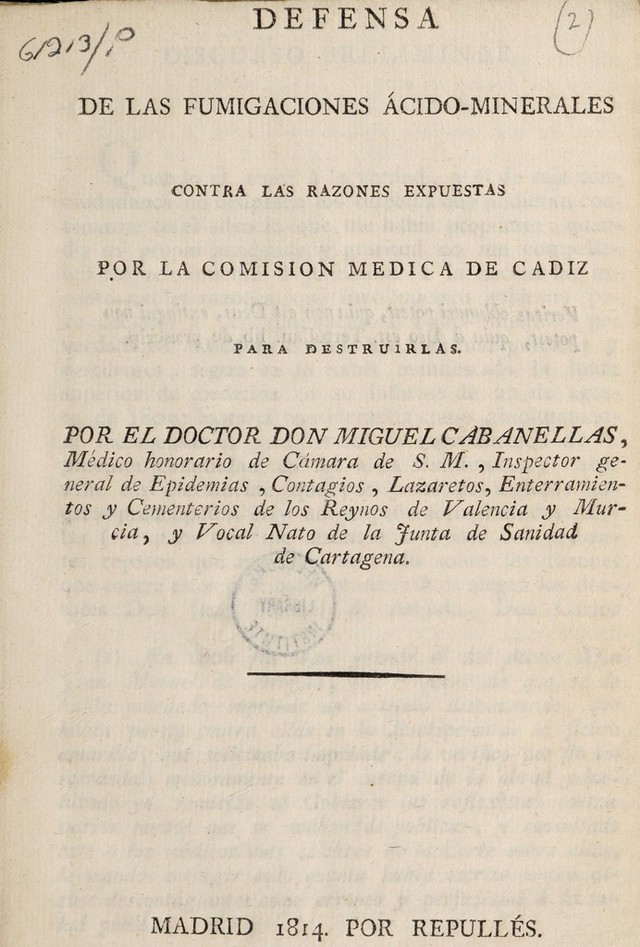 DEFENSA
(2)
61213/P
DE LAS FUMIGACIONES ÁCIDO-MINERALES
CONTRA LAS RAZONES EXPUESTAS
POR LA COMISION MEDICA DE CADIZ
PARA DESTRUIRLAS.
POR EL DOCTOR DON MIGUEL CABANELLAS,
Médico honorario de Cámara de S. M. , Inspector ge-
neral de Epidemias , Contagios , Lazaretos, Enterramien-
tos y Cementerios de los Reynos de Valencia y Mur-
cia, y Vocal Nato de la Junta de Sanidad
de Cartagena.
MADRID 1814. POR REPULLÉS.